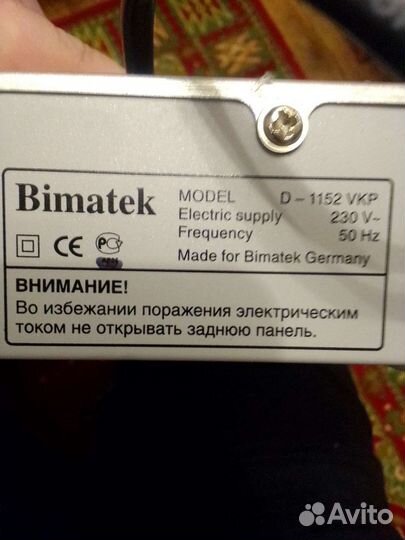 Bimatek
MODEL D – 1152 VKP
Electric supply 230 V~
Frequency 50 Hz
Made for Bimatek Germany
CE PC
ВНИМАНИЕ!
Во избежании поражения электрическим
током не открывать заднюю панель.
Avito